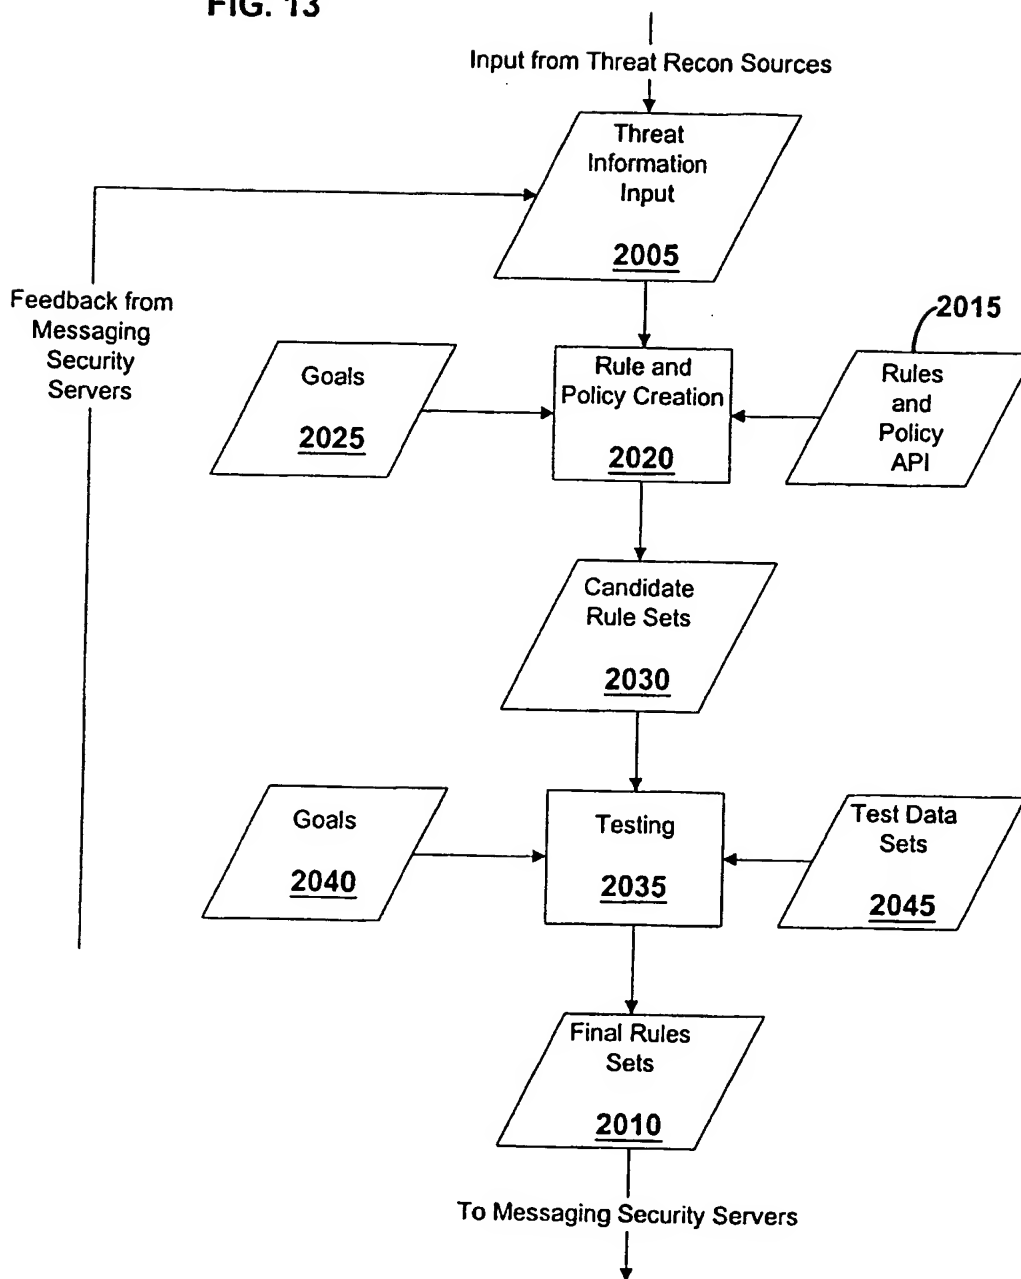 FIG. 13
Input from Threat Recon Sources
Threat
Information
Input
2005
Feedback from
Messaging
Security
Servers
Goals
2025
Rule and
Policy Creation
2020
2015
Rules
and
Policy
API
Candidate
Rule Sets
2030
Goals
2040
Testing
2035
Test Data
Sets
2045
Final Rules
Sets
2010
To Messaging Security Servers